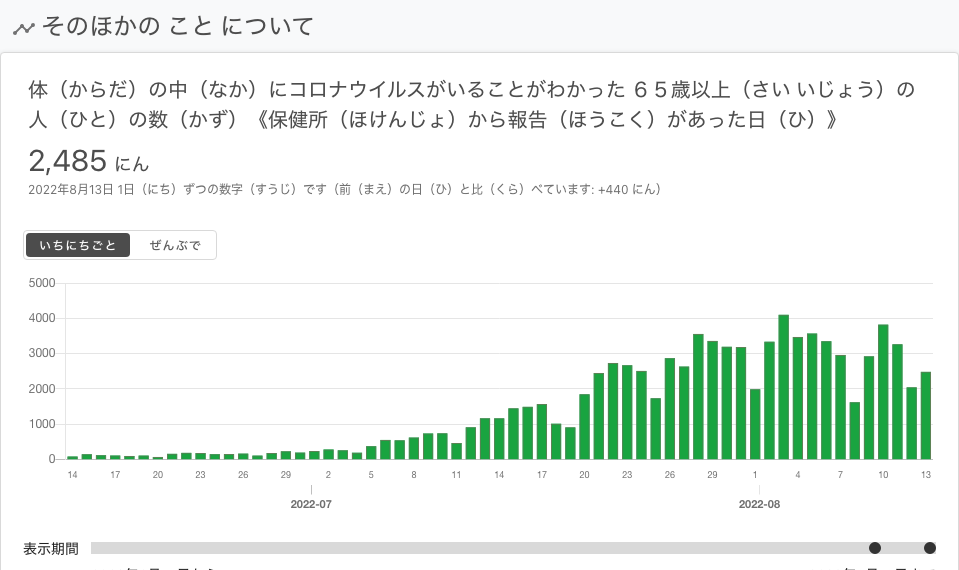 そのほかの こと について
体（からだ）の中（なか）にコロナウイルスがいることがわかった ６５歳以上（さい いじょう）の
人（ひと）の数（かず）《保健所（ほけんじょ）から報告（ほうこく）があった日（ひ）》
2,485 にん
2022年8月13日 1日（にち）ずつの数字（すうじ）です（前（まえ）の日（ひ）と比（くら）べています: +440 にん）
いちにちごと ぜんぶで
5000
4000
3000
2000
1000
0
14 17 20 23 26 29 2 5 8 11 14 17 20 23 26 29 1 4 7 10 13
2022-07 2022-08
表示期間